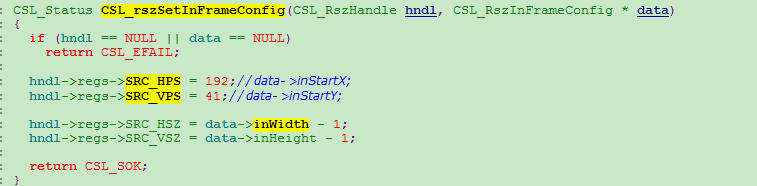 CSL_Status CSL_rszSetInFrameConfig(CSL_RszHandle hndl, CSL_RszInFrameConfig * data)
{
if (hndl == NULL || data == NULL)
return CSL_EFAIL;
hndl->regs->SRC_HPS = 192;//data->inStartX;
hndl->regs->SRC_VPS = 41;//data->inStartY;
hndl->regs->SRC_HSZ = data->inWidth - 1;
hndl->regs->SRC_VSZ = data->inHeight - 1;
return CSL_SOK;
}